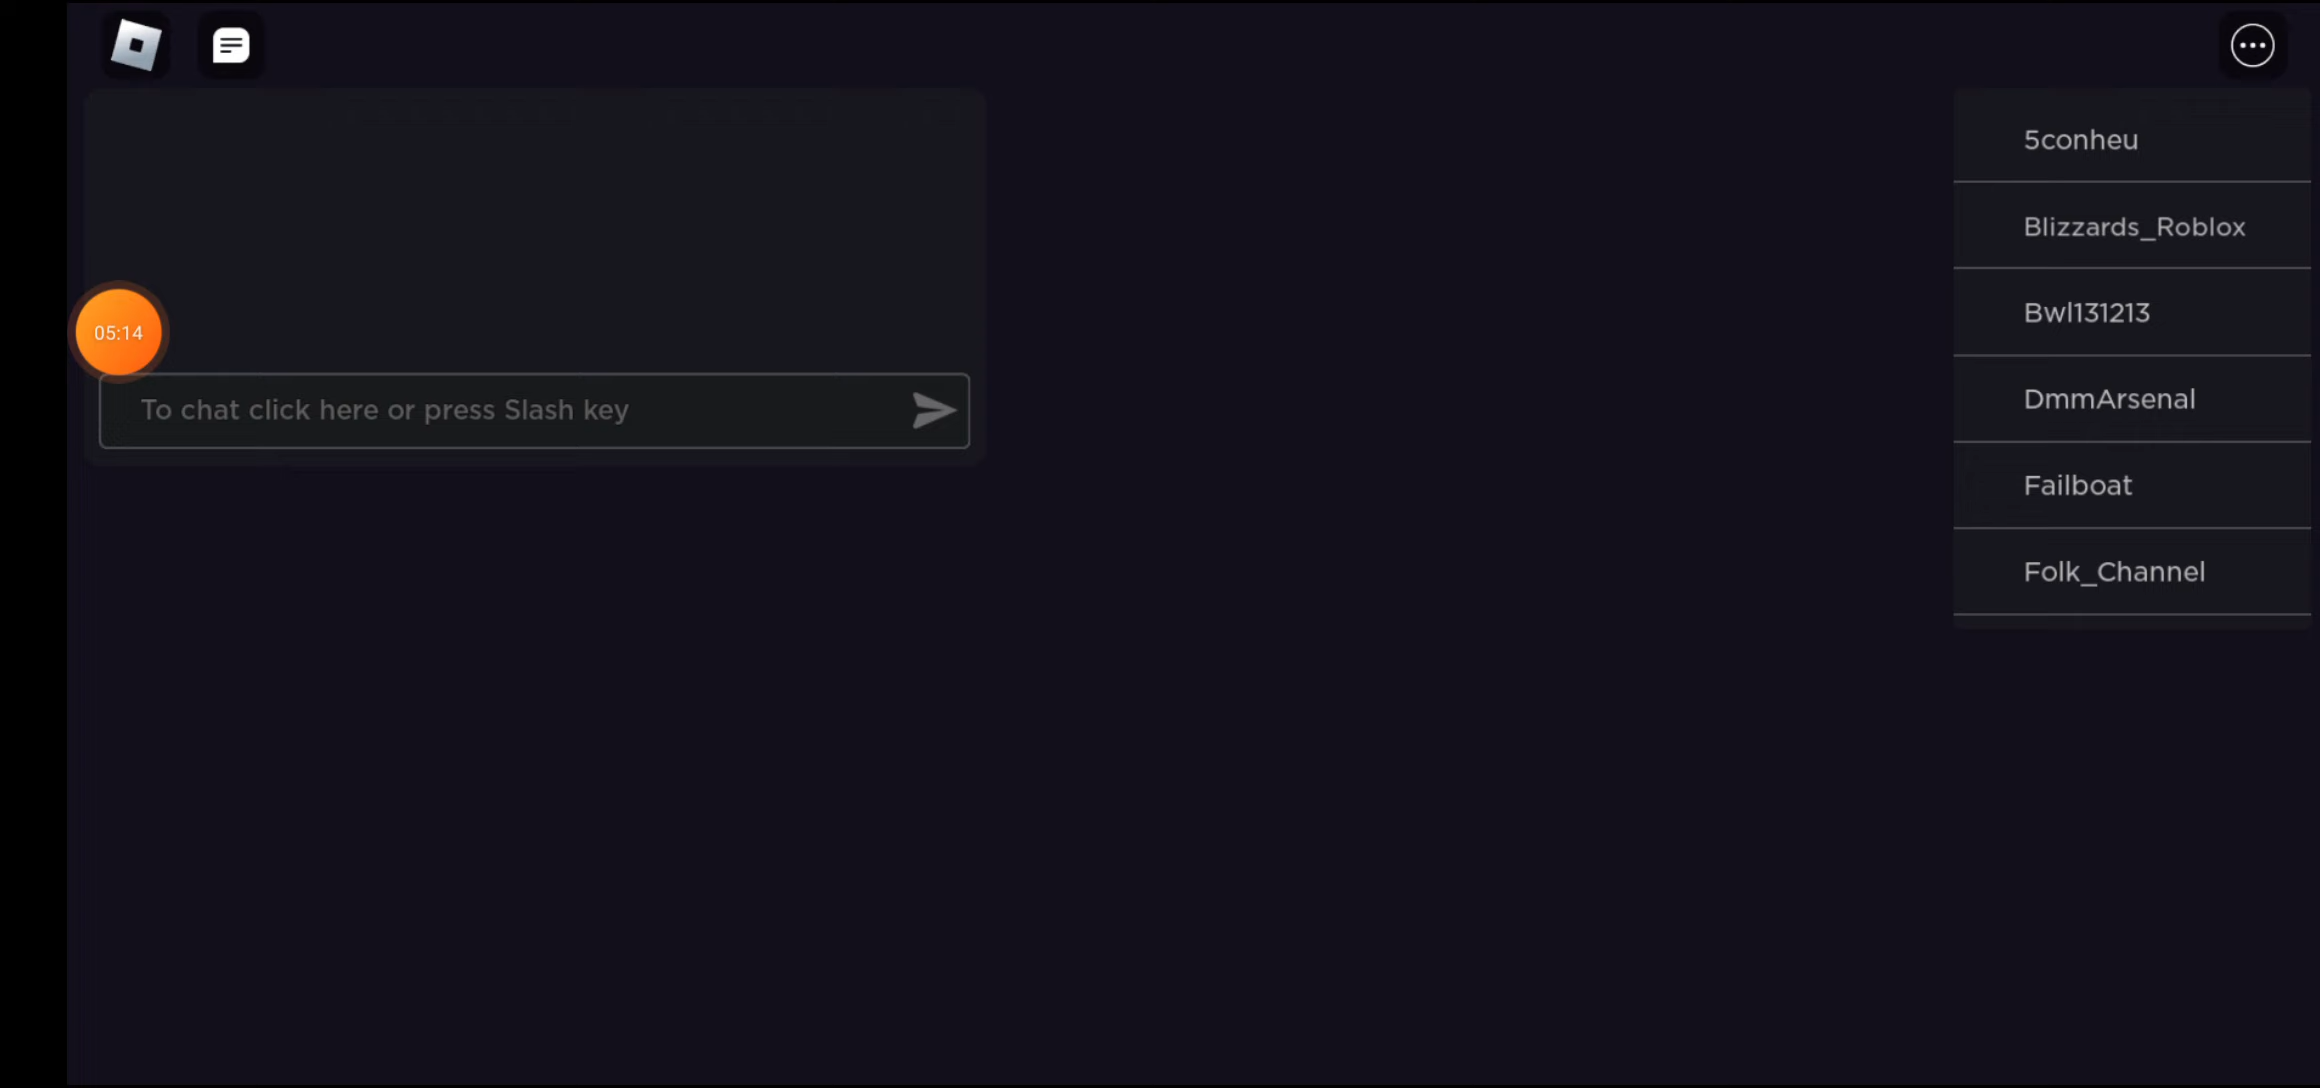 05:14
To chat click here or press Slash key
5conheu
Blizzards_Roblox
Bwl131213
DmmArsenal
Failboat
Folk_Channel